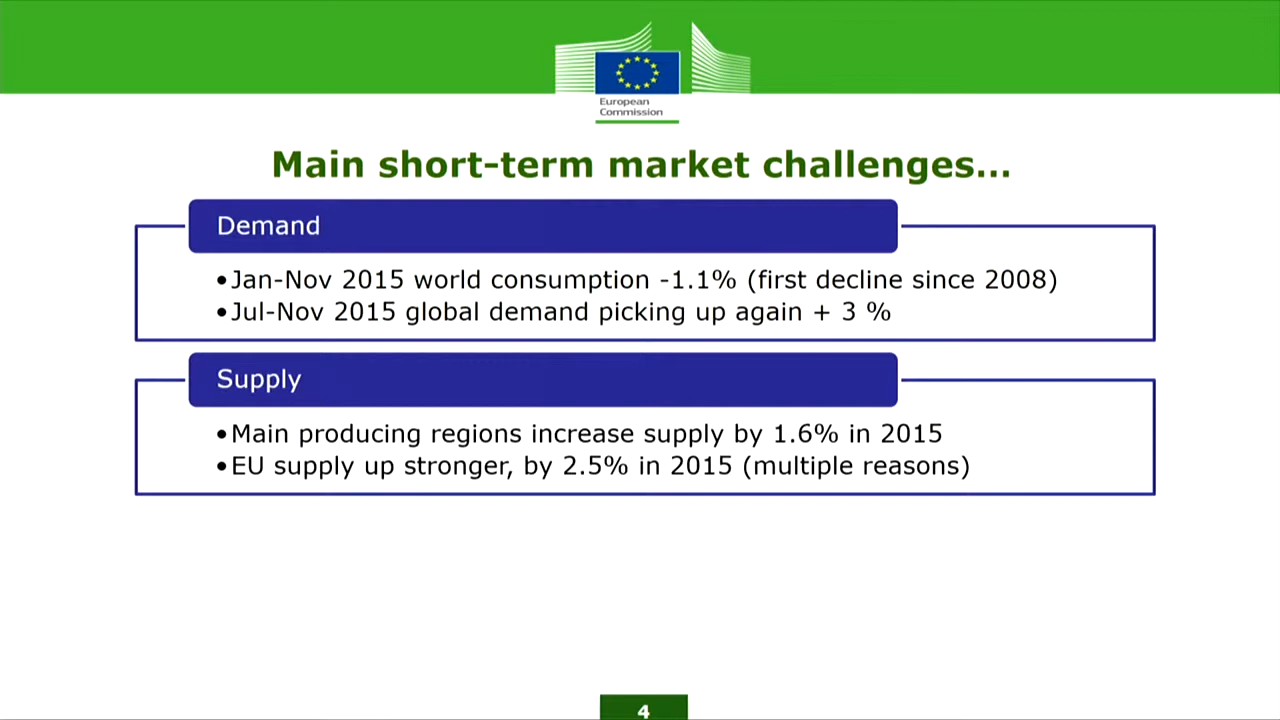 European
Commission
Main short-term market challenges...
Demand
•Jan-Nov 2015 world consumption -1.1% (first decline since 2008)
•Jul-Nov 2015 global demand picking up again + 3 %
Supply
•Main producing regions increase supply by 1.6% in 2015
•EU supply up stronger, by 2.5% in 2015 (multiple reasons)
4